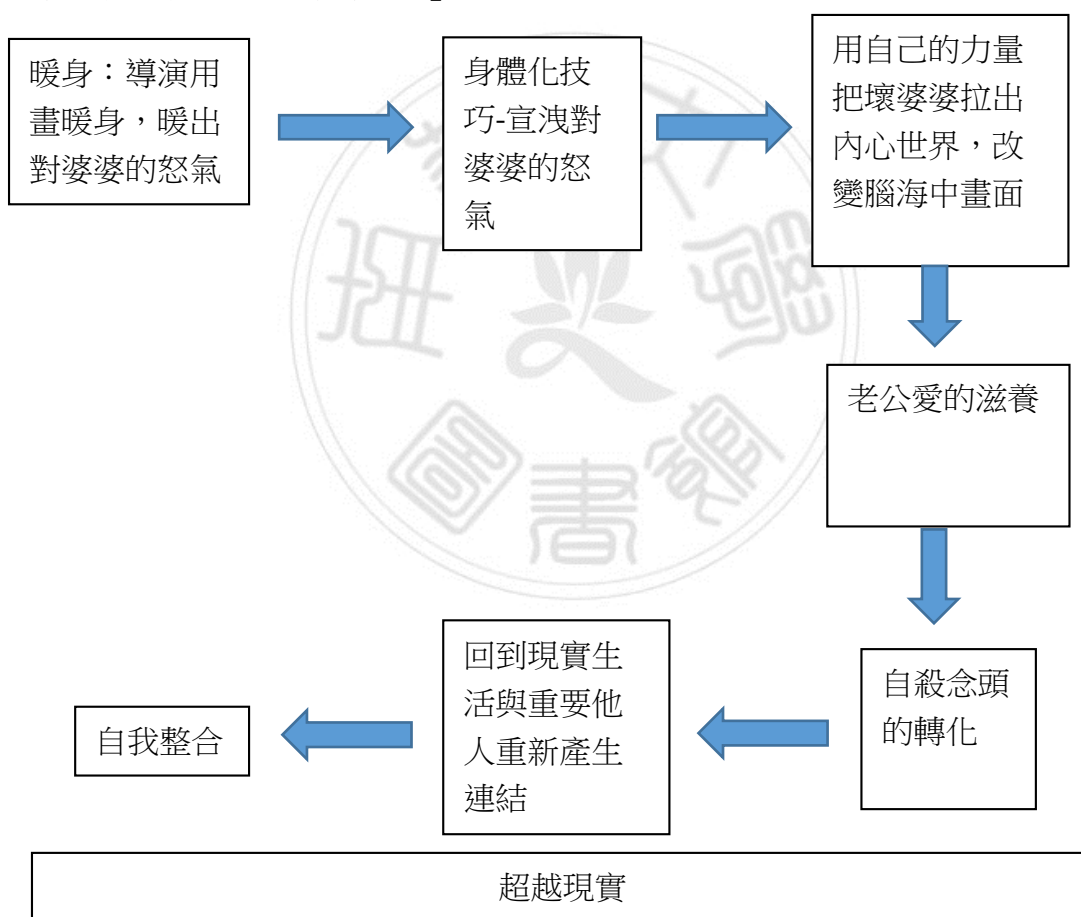 暖身：導演用
畫暖身，暖出
對婆婆的怒氣
身體化技
巧-宣洩對
婆婆的怒
氣
用自己的力量
把壞婆婆拉出
內心世界，改
變腦海中畫面
老公愛的滋養
自殺念頭
的轉化
回到現實生
活與重要他
人重新產生
連結
自我整合
超越現實